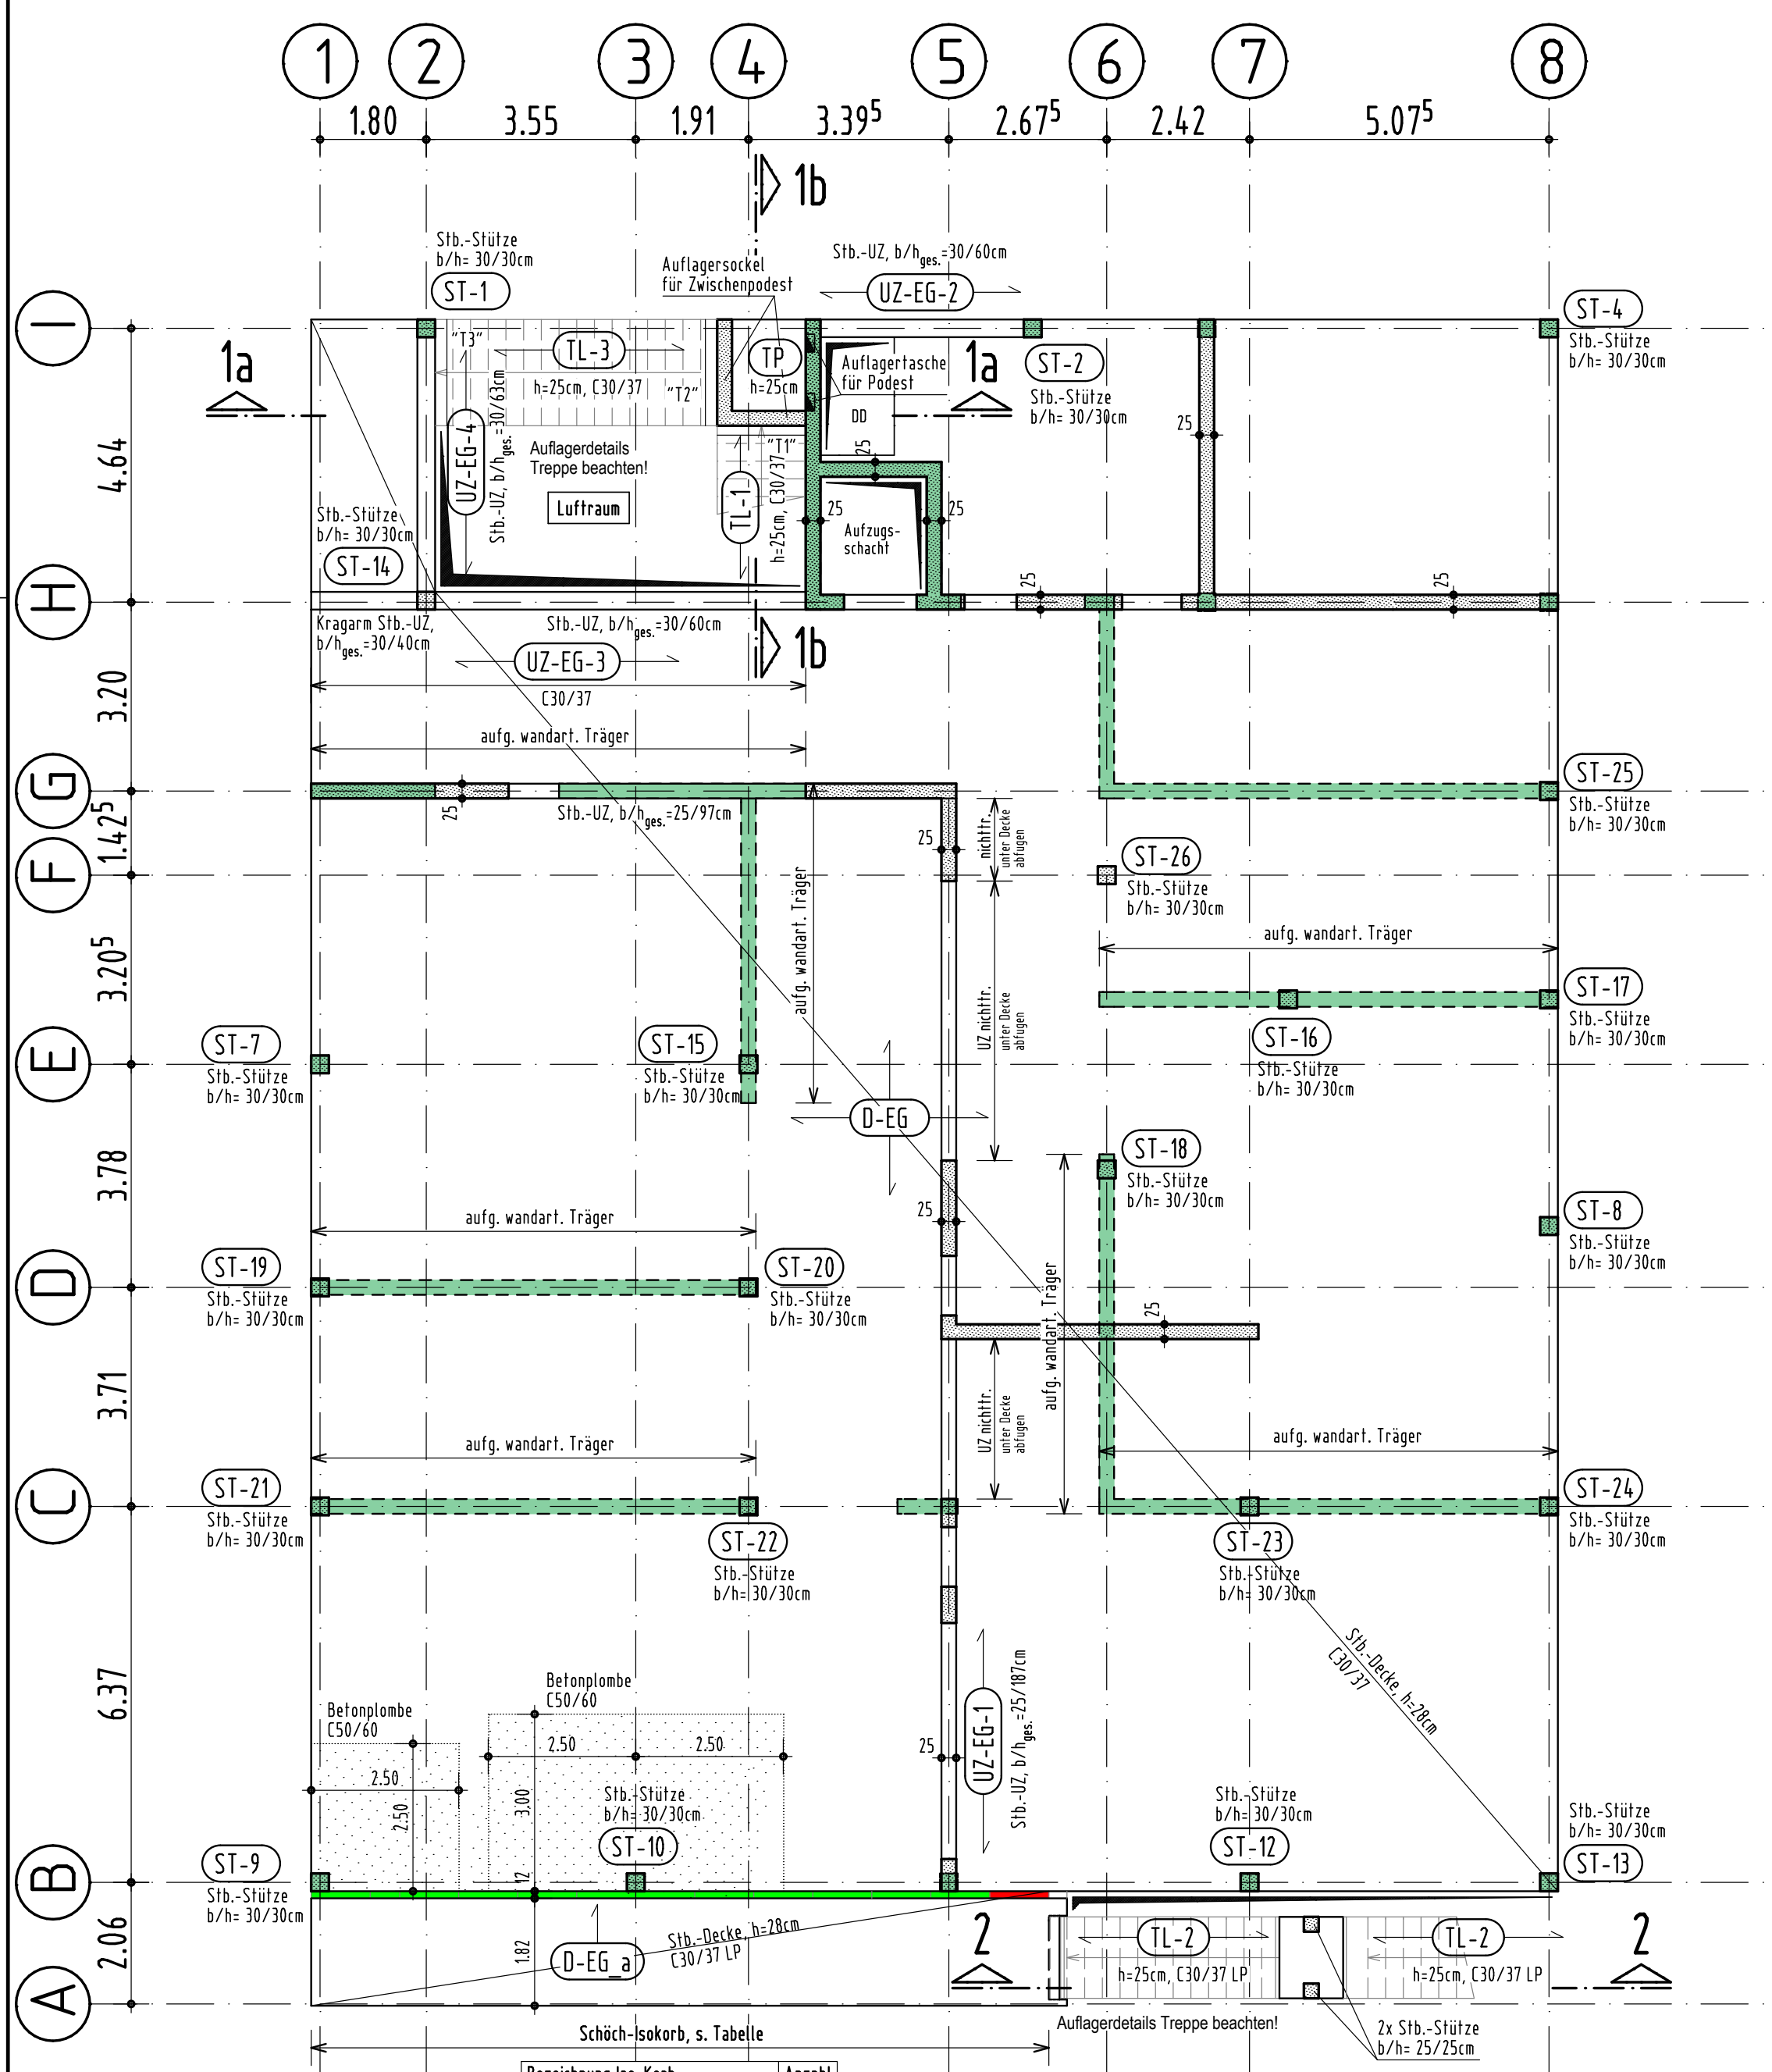 1 2 3 4 5 6 7 8
1.80 3.55 1.91 3.39⁵ 2.67⁵ 2.42 5.07⁵
1b
Stb.-Stütze
b/h= 30/30cm
ST-1
Auflagersockel
für Zwischenpodest
Stb.-UZ, b/hges.=30/60cm
UZ-EG-2
ST-4
Stb.-Stütze
b/h= 30/30cm
I
1a
"T3"
TL-3
h=25cm, C30/37
"T2"
TP
h=25cm
Auflagertasche
für Podest
DD
1a
ST-2
Stb.-Stütze
b/h= 30/30cm
25
4.64
UZ-EG-4
Stb.-UZ, b/hges.=30/63cm
Auflagerdetails
Treppe beachten!
Luftraum
TL-1
h=25cm, C30/37
"T1"
25
25
25
Aufzugs-
schacht
Stb.-Stütze
b/h= 30/30cm
ST-14
25
25
H
Kragarm Stb.-UZ,
b/hges.=30/40cm
Stb.-UZ, b/hges.=30/60cm
UZ-EG-3
1b
C30/37
3.20
aufg. wandart. Träger
G
25
Stb.-UZ, b/hges.=25/97cm
ST-25
Stb.-Stütze
b/h= 30/30cm
1.425
25
nichttr.
unter Decke
abfugen
F
ST-26
Stb.-Stütze
b/h= 30/30cm
aufg. wandart. Träger
aufg. wandart. Träger
3.20⁵
UZ nichttr.
unter Decke
abfugen
ST-17
Stb.-Stütze
b/h= 30/30cm
E
ST-7
Stb.-Stütze
b/h= 30/30cm
ST-15
Stb.-Stütze
b/h= 30/30cm
ST-16
Stb.-Stütze
b/h= 30/30cm
D-EG
3.78
ST-18
Stb.-Stütze
b/h= 30/30cm
25
aufg. wandart. Träger
ST-8
Stb.-Stütze
b/h= 30/30cm
D
ST-19
Stb.-Stütze
b/h= 30/30cm
ST-20
Stb.-Stütze
b/h= 30/30cm
25
aufg. wandart. Träger
3.71
UZ nichttr.
unter Decke
abfugen
aufg. wandart. Träger
aufg. wandart. Träger
C
ST-21
Stb.-Stütze
b/h= 30/30cm
ST-22
Stb.-Stütze
b/h= 30/30cm
ST-23
Stb.-Stütze
b/h= 30/30cm
ST-24
Stb.-Stütze
b/h= 30/30cm
6.37
Stb.-Decke, h=28cm
C30/37
Betonplombe
C50/60
Betonplombe
C50/60
2.50
2.50
2.50 2.50
3.00
12
25
UZ-EG-1
Stb.-UZ, b/hges.=25/187cm
Stb.-Stütze
b/h= 30/30cm
ST-10
Stb.-Stütze
b/h= 30/30cm
ST-12
Stb.-Stütze
b/h= 30/30cm
ST-13
B
ST-9
Stb.-Stütze
b/h= 30/30cm
2.06
1.82
D-EG_a
Stb.-Decke, h=28cm
C30/37 LP
2
TL-2
h=25cm, C30/37 LP
TL-2
h=25cm, C30/37 LP
2
A
Auflagerdetails Treppe beachten!
2x Stb.-Stütze
b/h= 25/25cm
Schöch-Isokorb, s. Tabelle